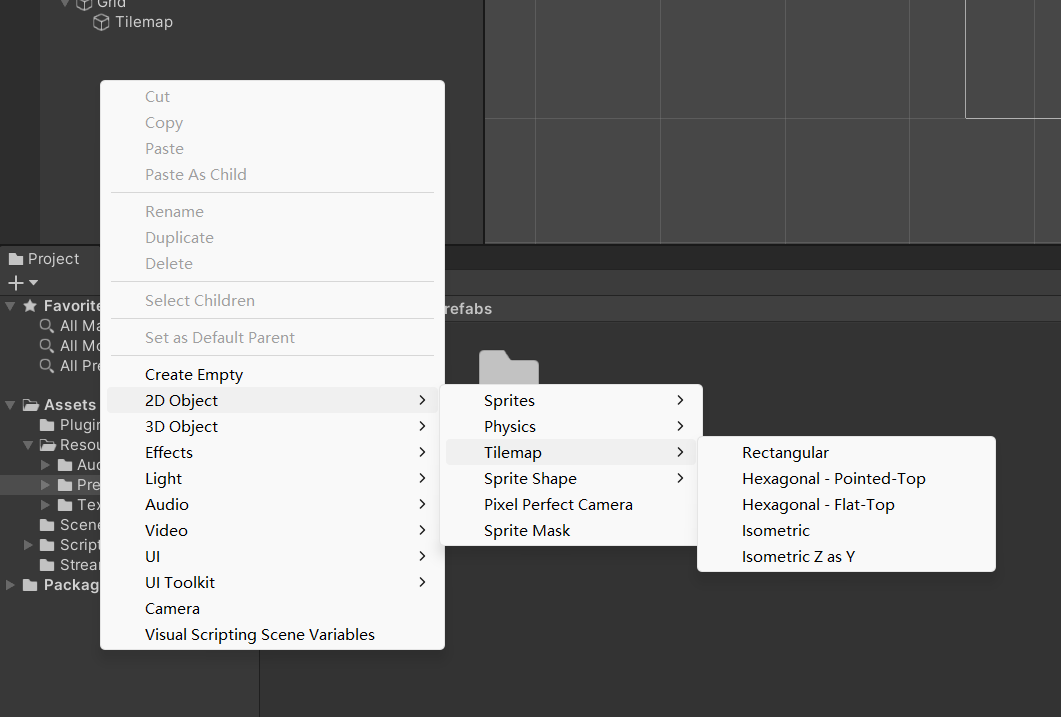 Grid
Tilemap
Cut
Copy
Paste
Paste As Child
Rename
Duplicate
Delete
Select Children
Set as Default Parent
Create Empty
2D Object
3D Object
Effects
Light
Audio
Video
UI
UI Toolkit
Camera
Visual Scripting Scene Variables
Sprites
Physics
Tilemap
Sprite Shape
Pixel Perfect Camera
Sprite Mask
Rectangular
Hexagonal - Pointed-Top
Hexagonal - Flat-Top
Isometric
Isometric Z as Y
Project
Favorite
All Ma
All Mo
All Pre
Assets
Plugin
Resou
Aud
Pre
Tex
Scene
Script
Strear
Packag
refabs